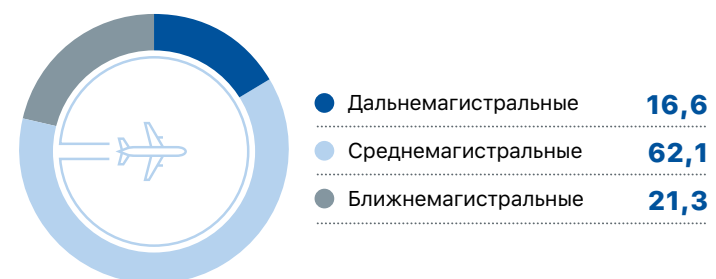 Дальнемагистральные 16,6
Среднемагистральные 62,1
Ближнемагистральные 21,3